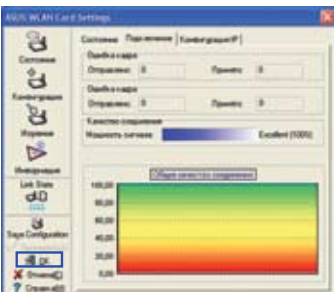 ASUS WLAN Card Settings
Состояние Подключение Конфигурация IP
Состояние
Ошибка кадра
Отправлено 0 Принято 0
Конфигурация
Ошибка кадра
Отправлено 0 Принято 0
Качество соединения
Мощность сигнала Excellent (100%)
Информация
Общее качество соединения
Link State
100,00
80,00
60,00
Save Configuration
40,00
20,00
OK
0,00
Отмена
Справка